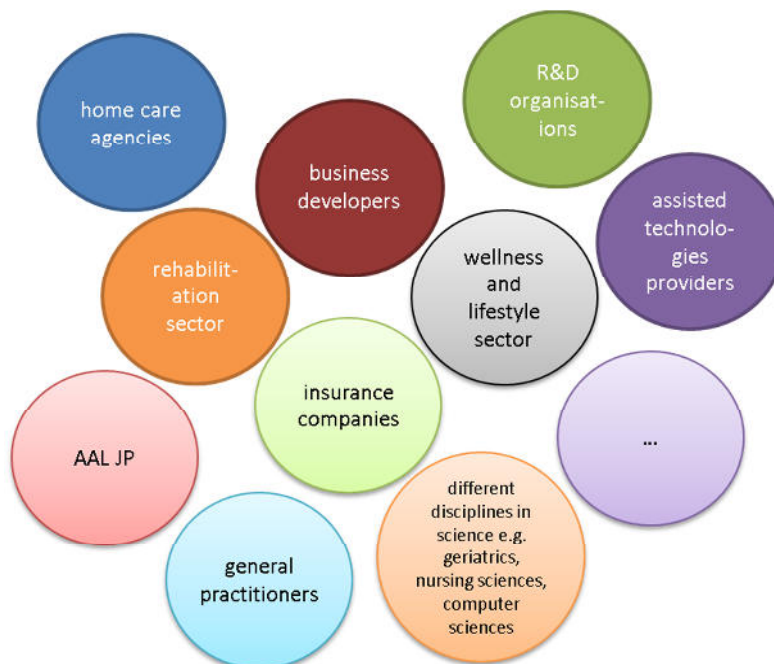 home care
agencies
R&D
organisat-
ions
business
developers
assisted
technolo-
gies
providers
rehabilit-
ation
sector
wellness
and
lifestyle
sector
insurance
companies
AAL JP
...
different
disciplines in
science e.g.
geriatrics,
nursing sciences,
computer
sciences
general
practitioners